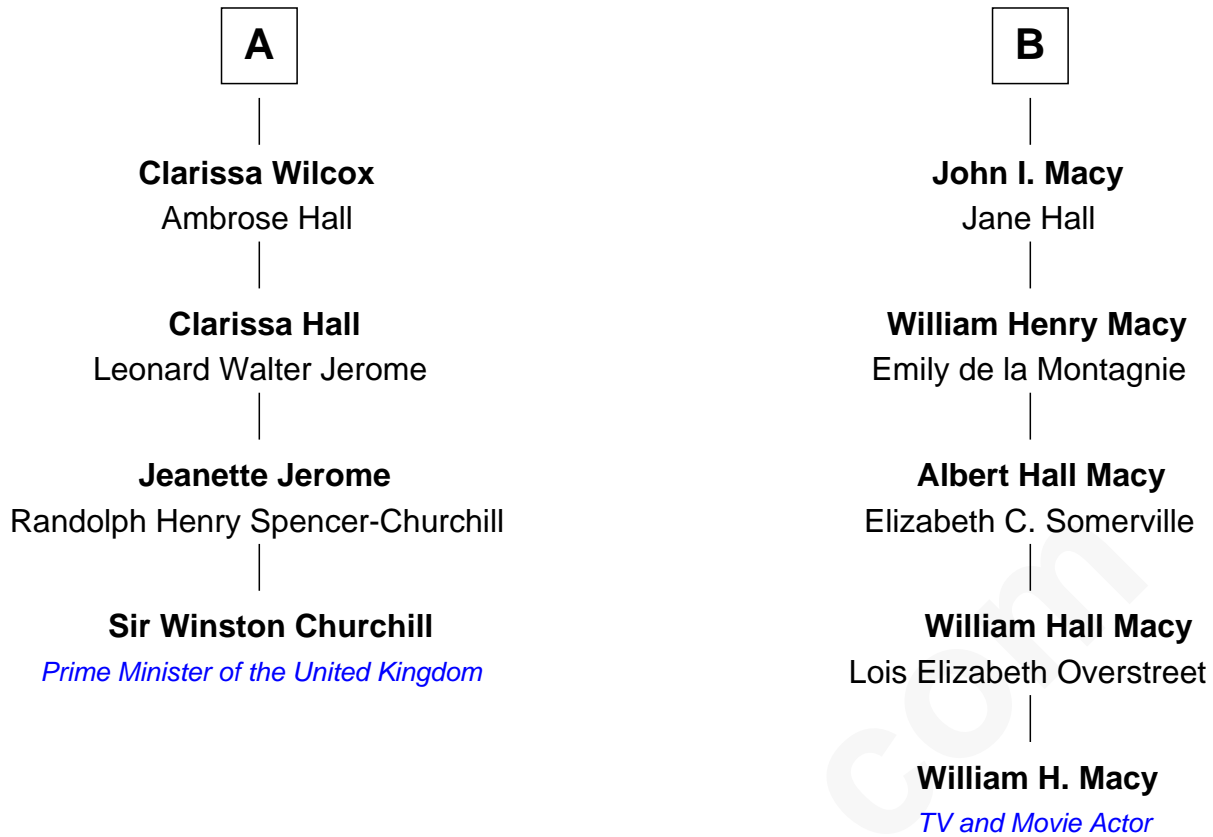 A
Clarissa Wilcox
Ambrose Hall
Clarissa Hall
Leonard Walter Jerome
Jeanette Jerome
Randolph Henry Spencer-Churchill
Sir Winston Churchill
Prime Minister of the United Kingdom
B
John I. Macy
Jane Hall
William Henry Macy
Emily de la Montagnie
Albert Hall Macy
Elizabeth C. Somerville
William Hall Macy
Lois Elizabeth Overstreet
William H. Macy
TV and Movie Actor
com